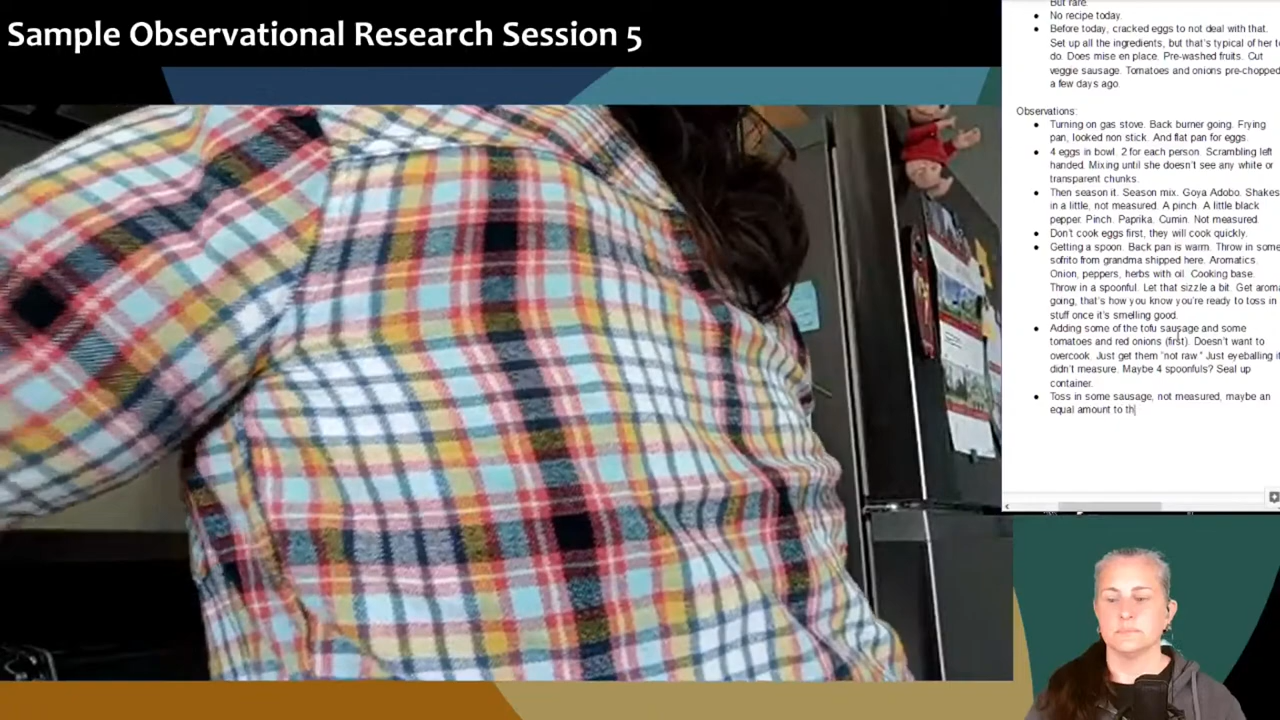 Sample Observational Research Session 5
But rare.
No recipe today.
Before today, cracked eggs to not deal with that.
Set up all the ingredients, but that's typical of her to
do. Does mise en place. Pre-washed fruits. Cut
veggie sausage. Tomatoes and onions pre-chopped
a few days ago.
Observations:
Turning on gas stove. Back burner going. Frying
pan, looked non stick. And flat pan for eggs.
4 eggs in bowl. 2 for each person. Scrambling left
handed. Mixing until she doesn't see any white or
transparent chunks.
Then season it. Season mix. Goya Adobo. Shakes
in a little, not measured. A pinch. A little black
pepper. Pinch. Paprika. Cumin. Not measured.
Don't cook eggs first, they will cook quickly.
Getting a spoon. Back pan is warm. Throw in some
sofrito from grandma shipped here. Aromatics.
Onion, peppers, herbs with oil. Cooking base.
Throw in a spoonful. Let that sizzle a bit. Get aroma
going, that's how you know you're ready to toss in
stuff once it's smelling good.
Adding some of the tofu sausage and some
tomatoes and red onions (first). Doesn't want to
overcook. Just get them "not raw." Just eyeballing it
didn't measure. Maybe 4 spoonfuls? Seal up
container.
Toss in some sausage, not measured, maybe an
equal amount to th